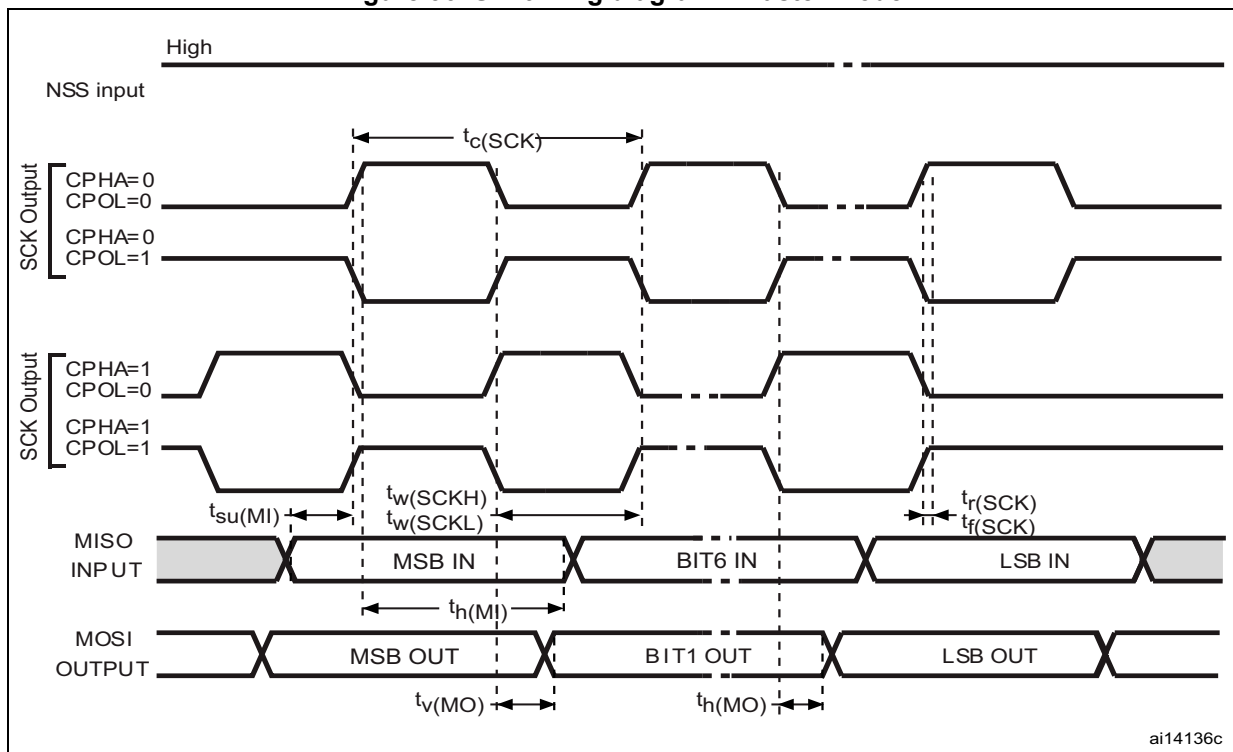 High
NSS input
tc(SCK)
SCK Output
CPHA=0
CPOL=0
CPHA=0
CPOL=1
SCK Output
CPHA=1
CPOL=0
CPHA=1
CPOL=1
tw(SCKH)
tw(SCKL)
tr(SCK)
tf(SCK)
tsu(MI)
MISO
INPUT
MSB IN
BIT6 IN
LSB IN
th(MI)
MOSI
OUTPUT
MSB OUT
BIT1 OUT
LSB OUT
tv(MO)
th(MO)
ai14136c